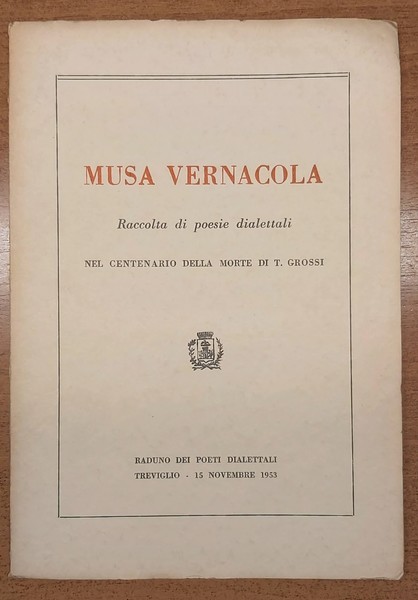 MUSA VERNACOLA
Raccolta di poesie dialettali
NEL CENTENARIO DELLA MORTE DI T. GROSSI
RADUNO DEI POETI DIALETTALI
TREVIGLIO - 15 NOVEMBRE 1953